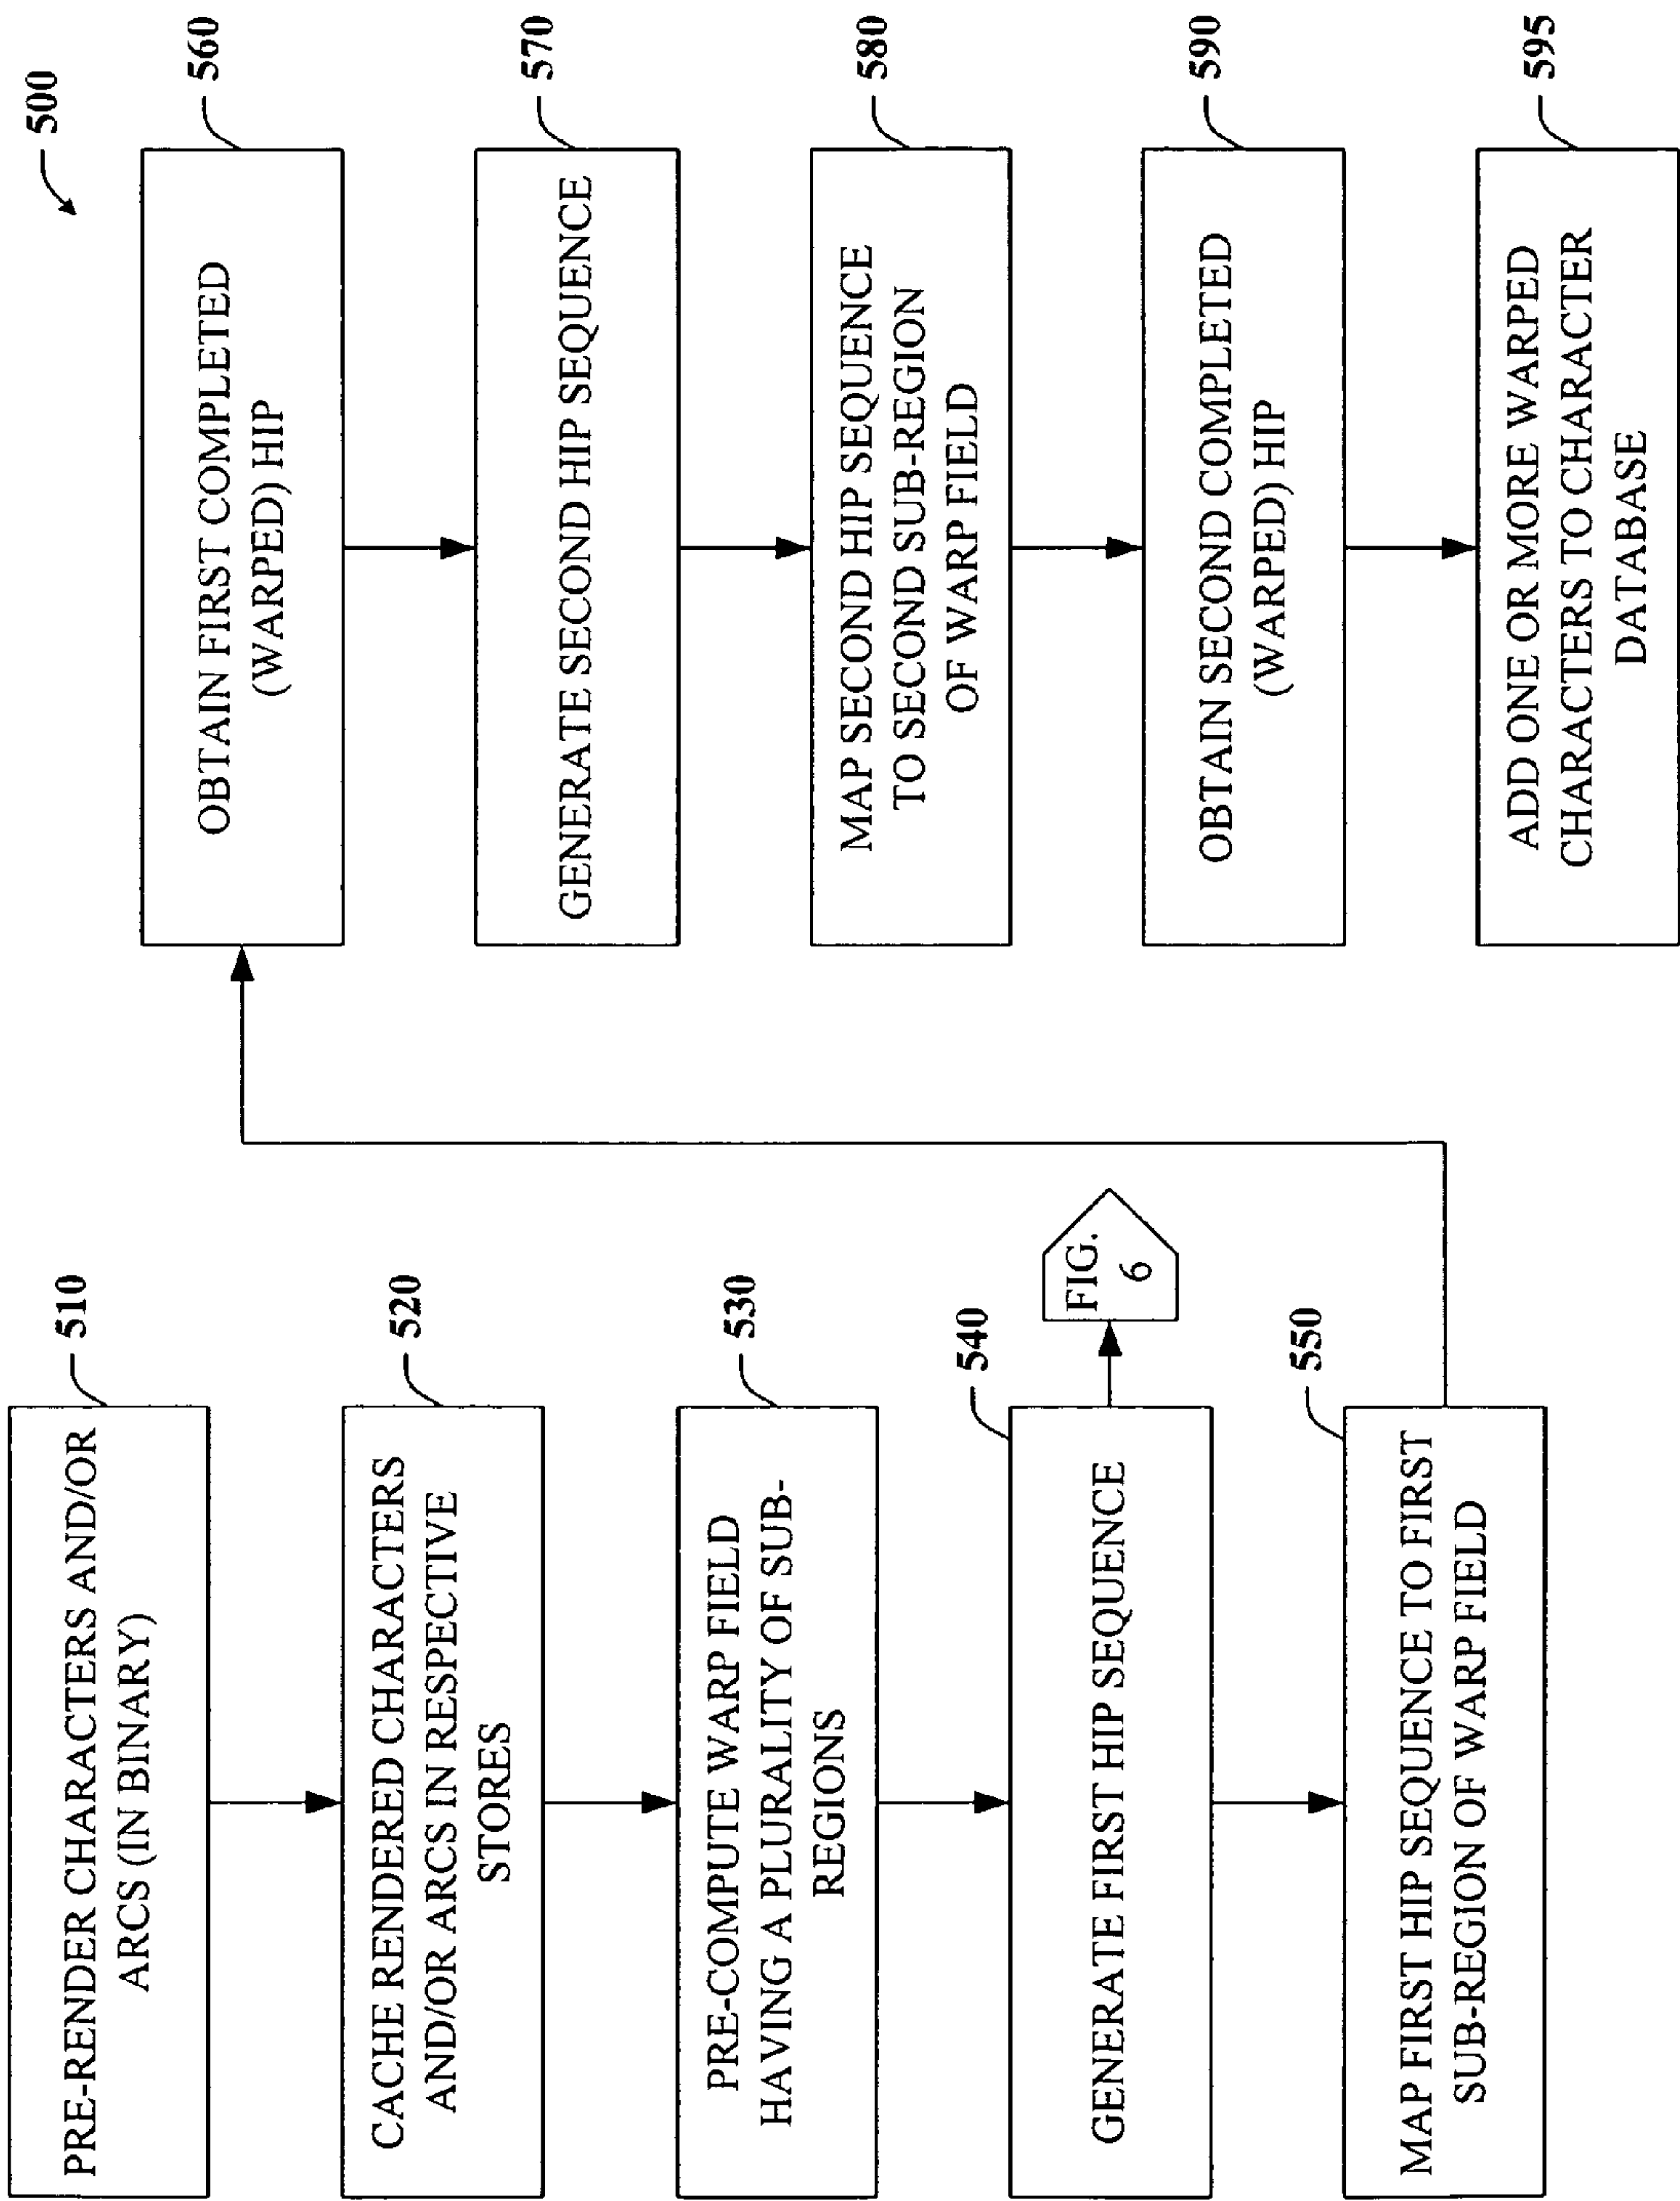 500
510
PRE-RENDER CHARACTERS AND/OR
ARCS (IN BINARY)
520
CACHE RENDERED CHARACTERS
AND/OR ARCS IN RESPECTIVE
STORES
530
PRE-COMPUTE WARP FIELD
HAVING A PLURALITY OF SUB-
REGIONS
540
GENERATE FIRST HIP SEQUENCE
FIG.
6
550
MAP FIRST HIP SEQUENCE TO FIRST
SUB-REGION OF WARP FIELD
560
OBTAIN FIRST COMPLETED
(WARPED) HIP
570
GENERATE SECOND HIP SEQUENCE
580
MAP SECOND HIP SEQUENCE
TO SECOND SUB-REGION
OF WARP FIELD
590
OBTAIN SECOND COMPLETED
(WARPED) HIP
595
ADD ONE OR MORE WARPED
CHARACTERS TO CHARACTER
DATABASE